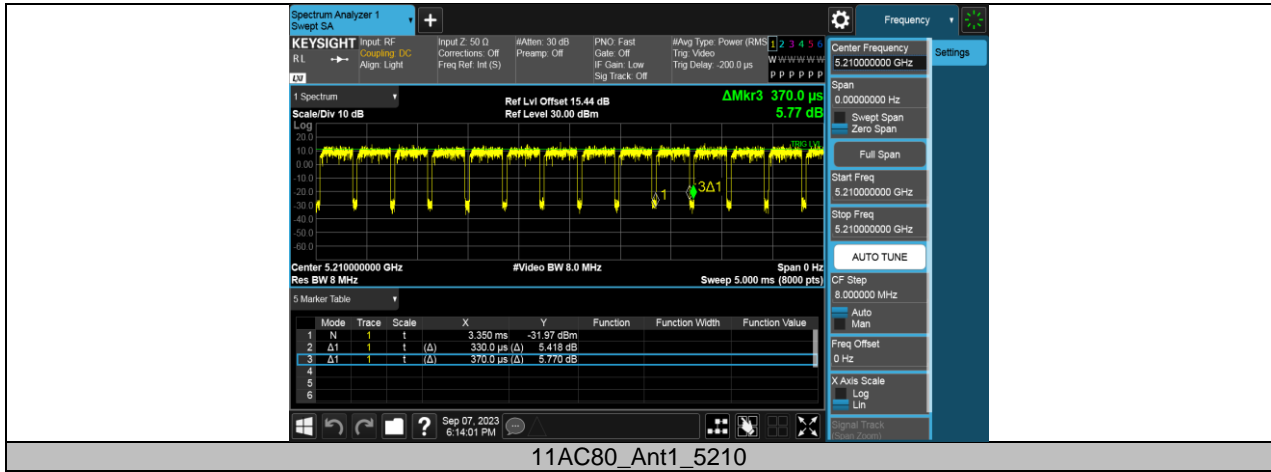 Spectrum Analyzer 1
Swept SA
+
Frequency
KEYSIGHT
RL
LXI
Input: RF
Coupling: DC
Align: Light
Input Z: 50 Ω
Corrections: Off
Freq Ref: Int (S)
#Atten: 30 dB
Preamp: Off
PNO: Fast
Gate: Off
IF Gain: Low
Sig Track: Off
#Avg Type: Power (RMS
Trig: Video
Trig Delay: -200.0 µs
1 2 3 4 5 6
W W W W W W
P P P P P P
1 Spectrum
Scale/Div 10 dB
Log
Ref Lvl Offset 15.44 dB
Ref Level 30.00 dBm
ΔMkr3 370.0 µs
5.77 dB
20.0
10.0
0.00
-10.0
-20.0
-30.0
-40.0
-50.0
-60.0
TRIG LVL
1
3Δ1
Center 5.210000000 GHz
#Video BW 8.0 MHz
Span 0 Hz
Res BW 8 MHz
Sweep 5.000 ms (8000 pts)
5 Marker Table
Mode Trace Scale X Y Function Function Width Function Value
1 N 1 t 3.350 ms -31.97 dBm
2 Δ1 1 t (Δ) 330.0 µs (Δ) 5.418 dB
3 Δ1 1 t (Δ) 370.0 µs (Δ) 5.770 dB
4
5
6
?
Sep 07, 2023
6:14:01 PM
Center Frequency
5.210000000 GHz
Settings
Span
0.00000000 Hz
Swept Span
Zero Span
Full Span
Start Freq
5.210000000 GHz
Stop Freq
5.210000000 GHz
AUTO TUNE
CF Step
8.000000 MHz
Auto
Man
Freq Offset
0 Hz
X Axis Scale
Log
Lin
Signal Track
(Span Zoom)
11AC80_Ant1_5210